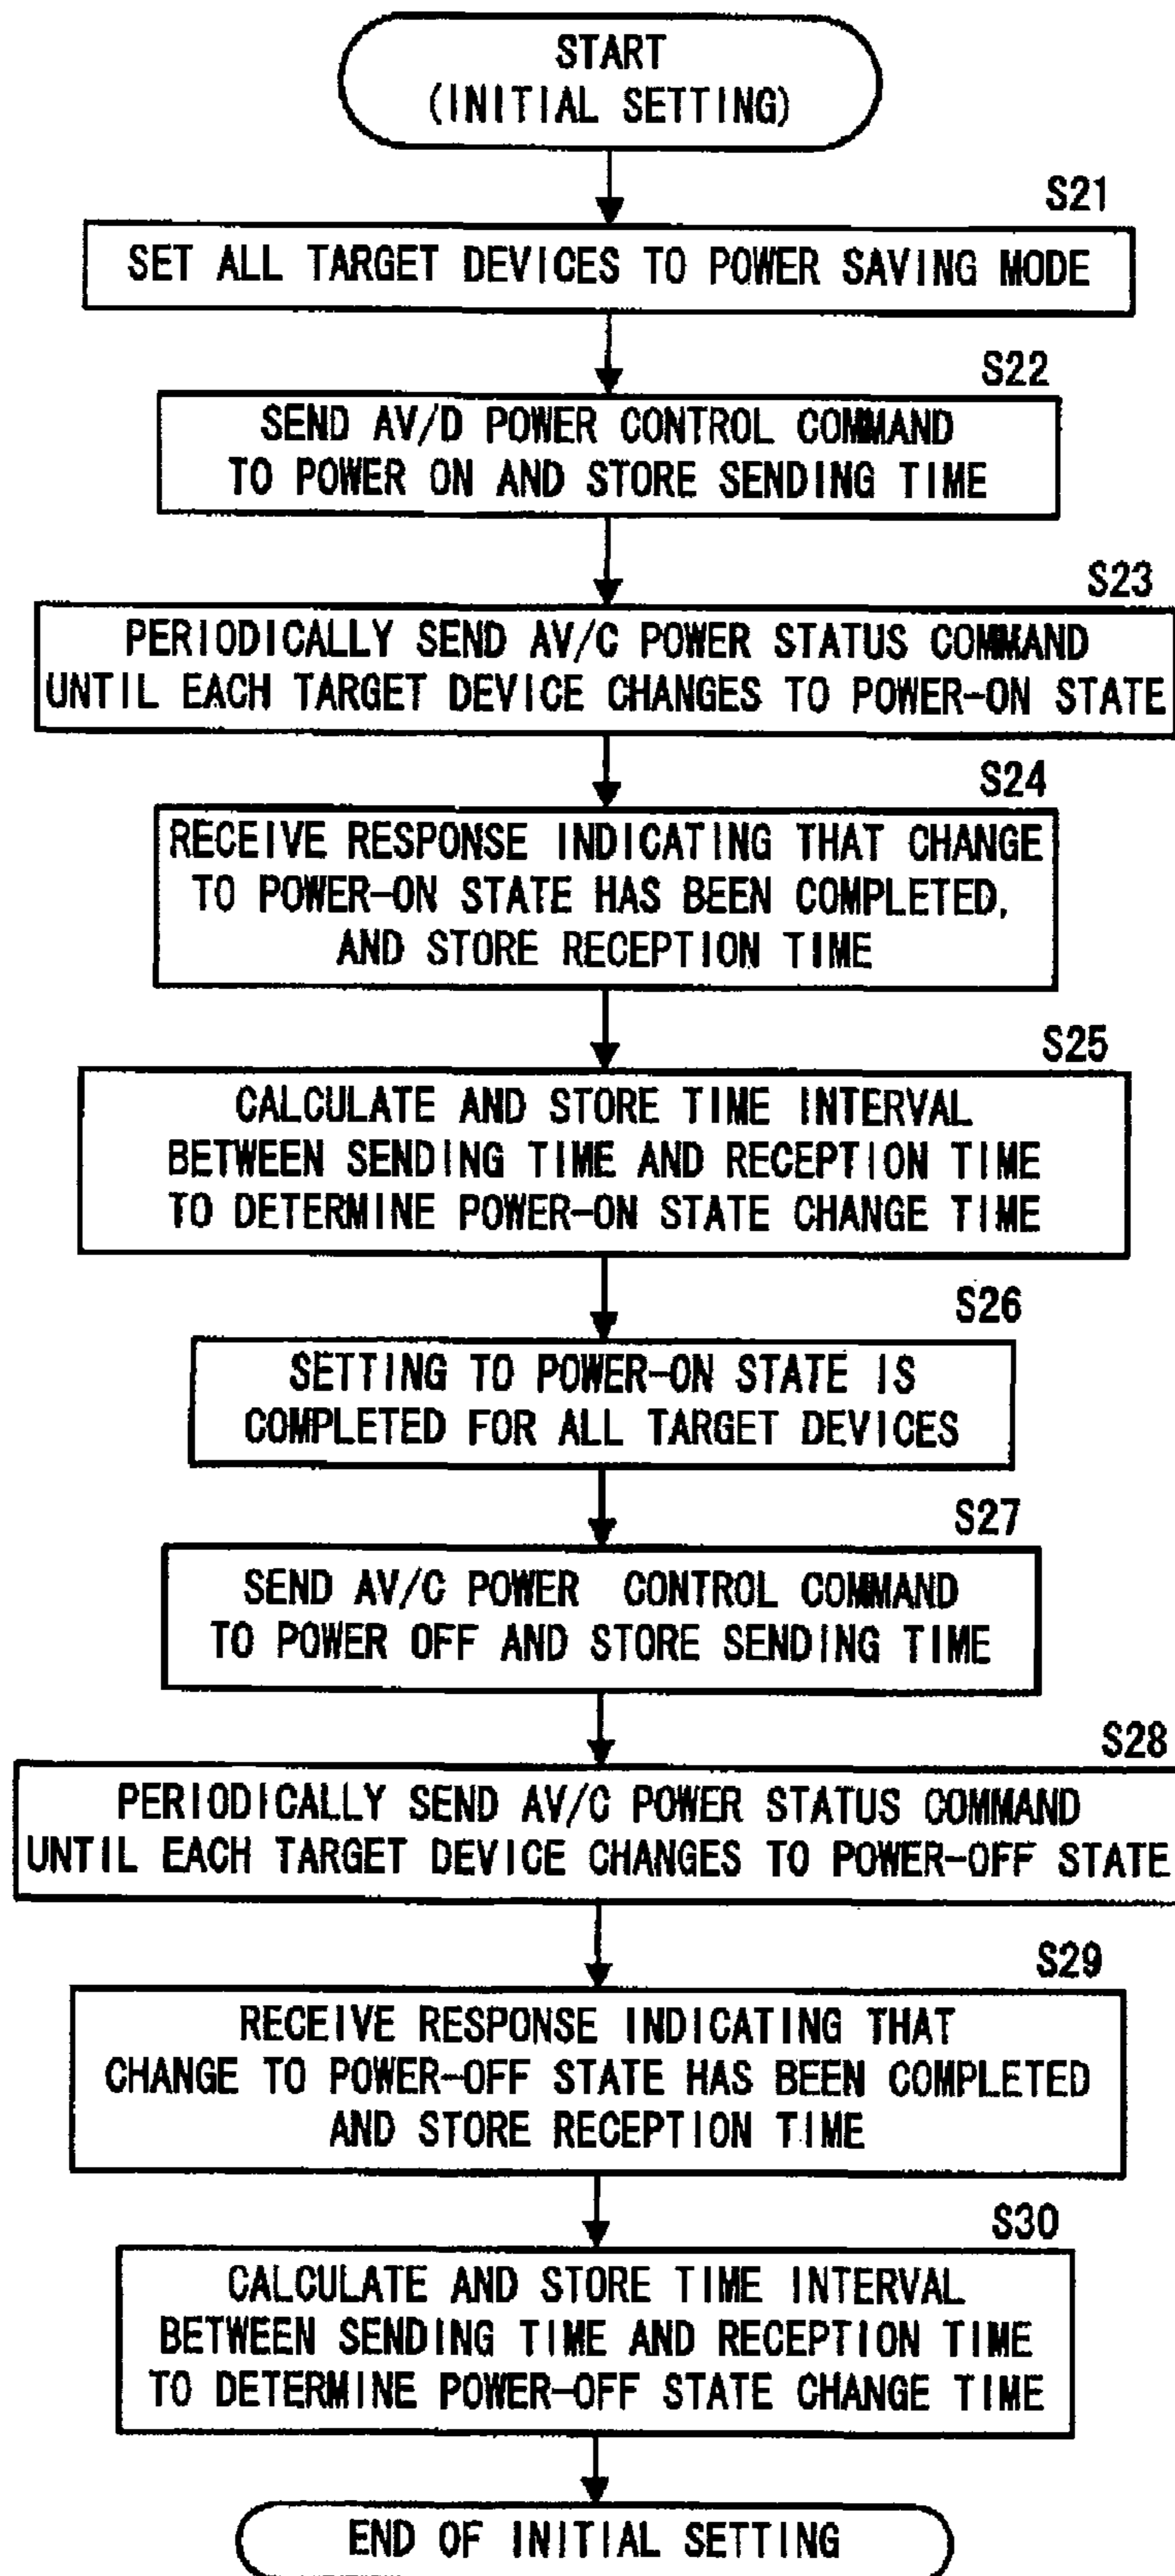 START
(INITIAL SETTING)
S21
SET ALL TARGET DEVICES TO POWER SAVING MODE
S22
SEND AV/D POWER CONTROL COMMAND
TO POWER ON AND STORE SENDING TIME
S23
PERIODICALLY SEND AV/C POWER STATUS COMMAND
UNTIL EACH TARGET DEVICE CHANGES TO POWER-ON STATE
S24
RECEIVE RESPONSE INDICATING THAT CHANGE
TO POWER-ON STATE HAS BEEN COMPLETED,
AND STORE RECEPTION TIME
S25
CALCULATE AND STORE TIME INTERVAL
BETWEEN SENDING TIME AND RECEPTION TIME
TO DETERMINE POWER-ON STATE CHANGE TIME
S26
SETTING TO POWER-ON STATE IS
COMPLETED FOR ALL TARGET DEVICES
S27
SEND AV/C POWER CONTROL COMMAND
TO POWER OFF AND STORE SENDING TIME
S28
PERIODICALLY SEND AV/C POWER STATUS COMMAND
UNTIL EACH TARGET DEVICE CHANGES TO POWER-OFF STATE
S29
RECEIVE RESPONSE INDICATING THAT
CHANGE TO POWER-OFF STATE HAS BEEN COMPLETED
AND STORE RECEPTION TIME
S30
CALCULATE AND STORE TIME INTERVAL
BETWEEN SENDING TIME AND RECEPTION TIME
TO DETERMINE POWER-OFF STATE CHANGE TIME
END OF INITIAL SETTING